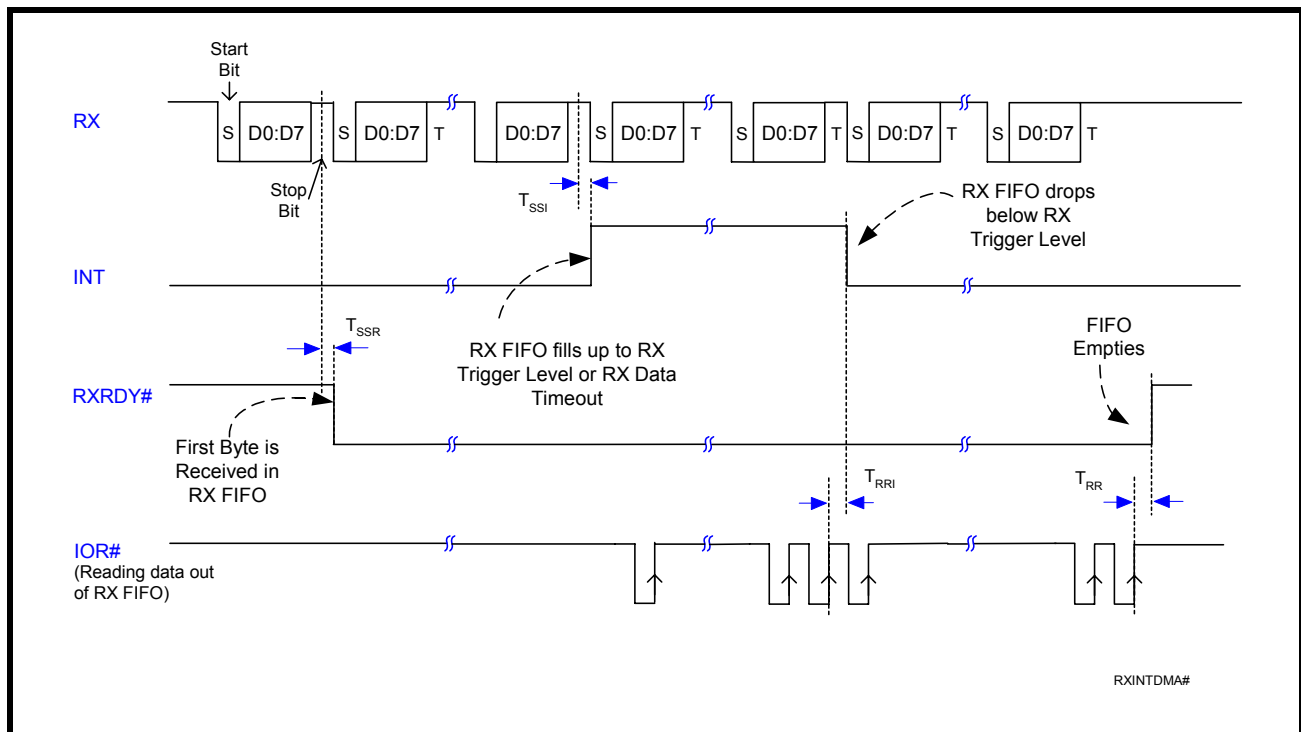 Start
Bit
RX
S D0:D7 S D0:D7 T D0:D7 S D0:D7 T S D0:D7 T S D0:D7 T S D0:D7 T
Stop
Bit
TSSI
RX FIFO drops
below RX
Trigger Level
INT
TSSR
RX FIFO fills up to RX
Trigger Level or RX Data
Timeout
FIFO
Empties
RXRDY#
First Byte is
Received in
RX FIFO
TRRI
TRR
IOR#
(Reading data out
of RX FIFO)
RXINTDMA#